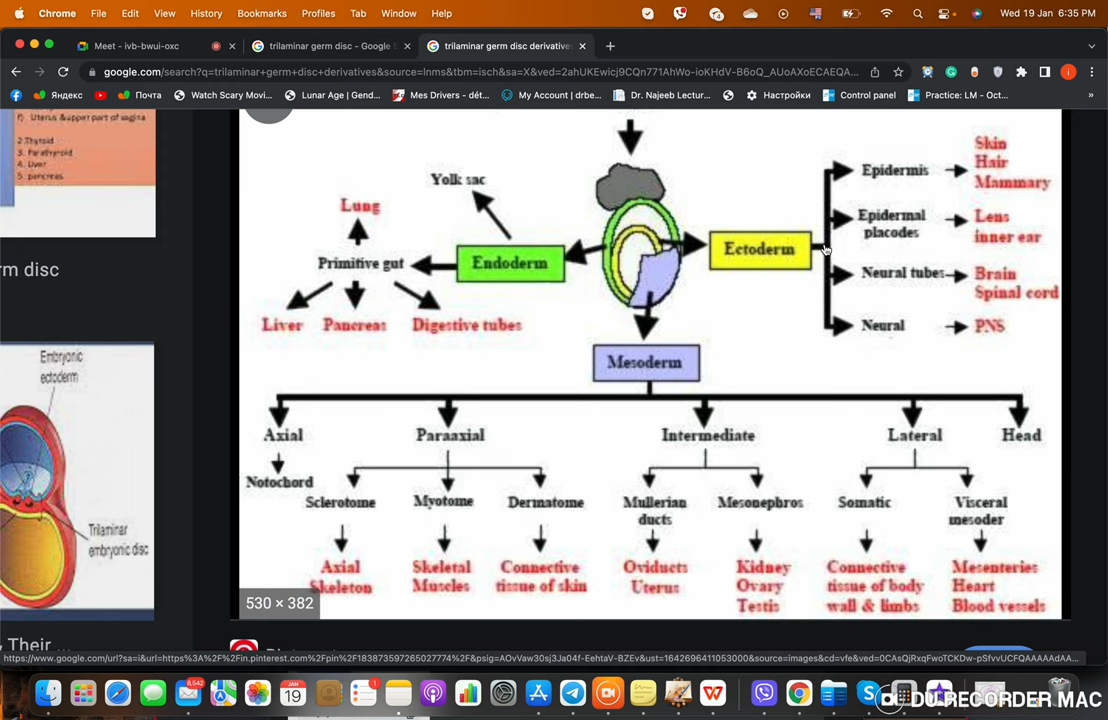 Chrome File Edit View History Bookmarks Profiles Tab Window Help Wed 19 Jan 6:35 PM
Meet - ivb-bwui-oxc trilaminar germ disc - Google S trilaminar germ disc derivatives
google.com/search?q=trilaminar+germ+disc+derivatives&source=lnms&tbm=isch&sa=X&ved=2ahUKEwicj9CQn771AhWo-ioKHdV-B6oQ_AUoAXoECAEQA...
Яндекс Почта Watch Scary Movi... Lunar Age | Gend... Mes Drivers - dét... My Account | drbe... Dr. Najeeb Lectur... Настройки Control panel Practice: LM - Oct...
f) Uterus &upper part of vagina
2.Thyroid
3. Parathyroid
4. Liver
5. pancreas
rm disc
Embryonic
ectoderm
Trilaminar
embryonic disc
Their
Yolk sac
Lung
Primitive gut
Endoderm
Liver Pancreas Digestive tubes
Ectoderm
Epidermis
Skin
Hair
Mammary
Epidermal
placodes
Lens
inner ear
Neural tubes
Brain
Spinal cord
Neural
PNS
Mesoderm
Axial Paraaxial Intermediate Lateral Head
Notochord
Sclerotome Myotome Dermatome
Mullerian
ducts
Mesonephros
Somatic
Visceral
mesoder
Axial
Skeleton
Skeletal
Muscles
Connective
tissue of skin
Oviducts
Uterus
Kidney
Ovary
Testis
Connective
tissue of body
wall & limbs
Mesenteries
Heart
Blood vessels
530 × 382
https://www.google.com/url?sa=i&url=https%3A%2F%2Fin.pinterest.com%2Fpin%2F183873597265027774%2F&psig=AOvVaw30sj3Ja04f-EehtaV-BZEv&ust=1642696411053000&source=images&cd=vfe&ved=0CAsQjRxqFwoTCKDw-pSfvvUCFQAAAAAdAA...
8,542
JAN
19
1
DU RECORDER MAC